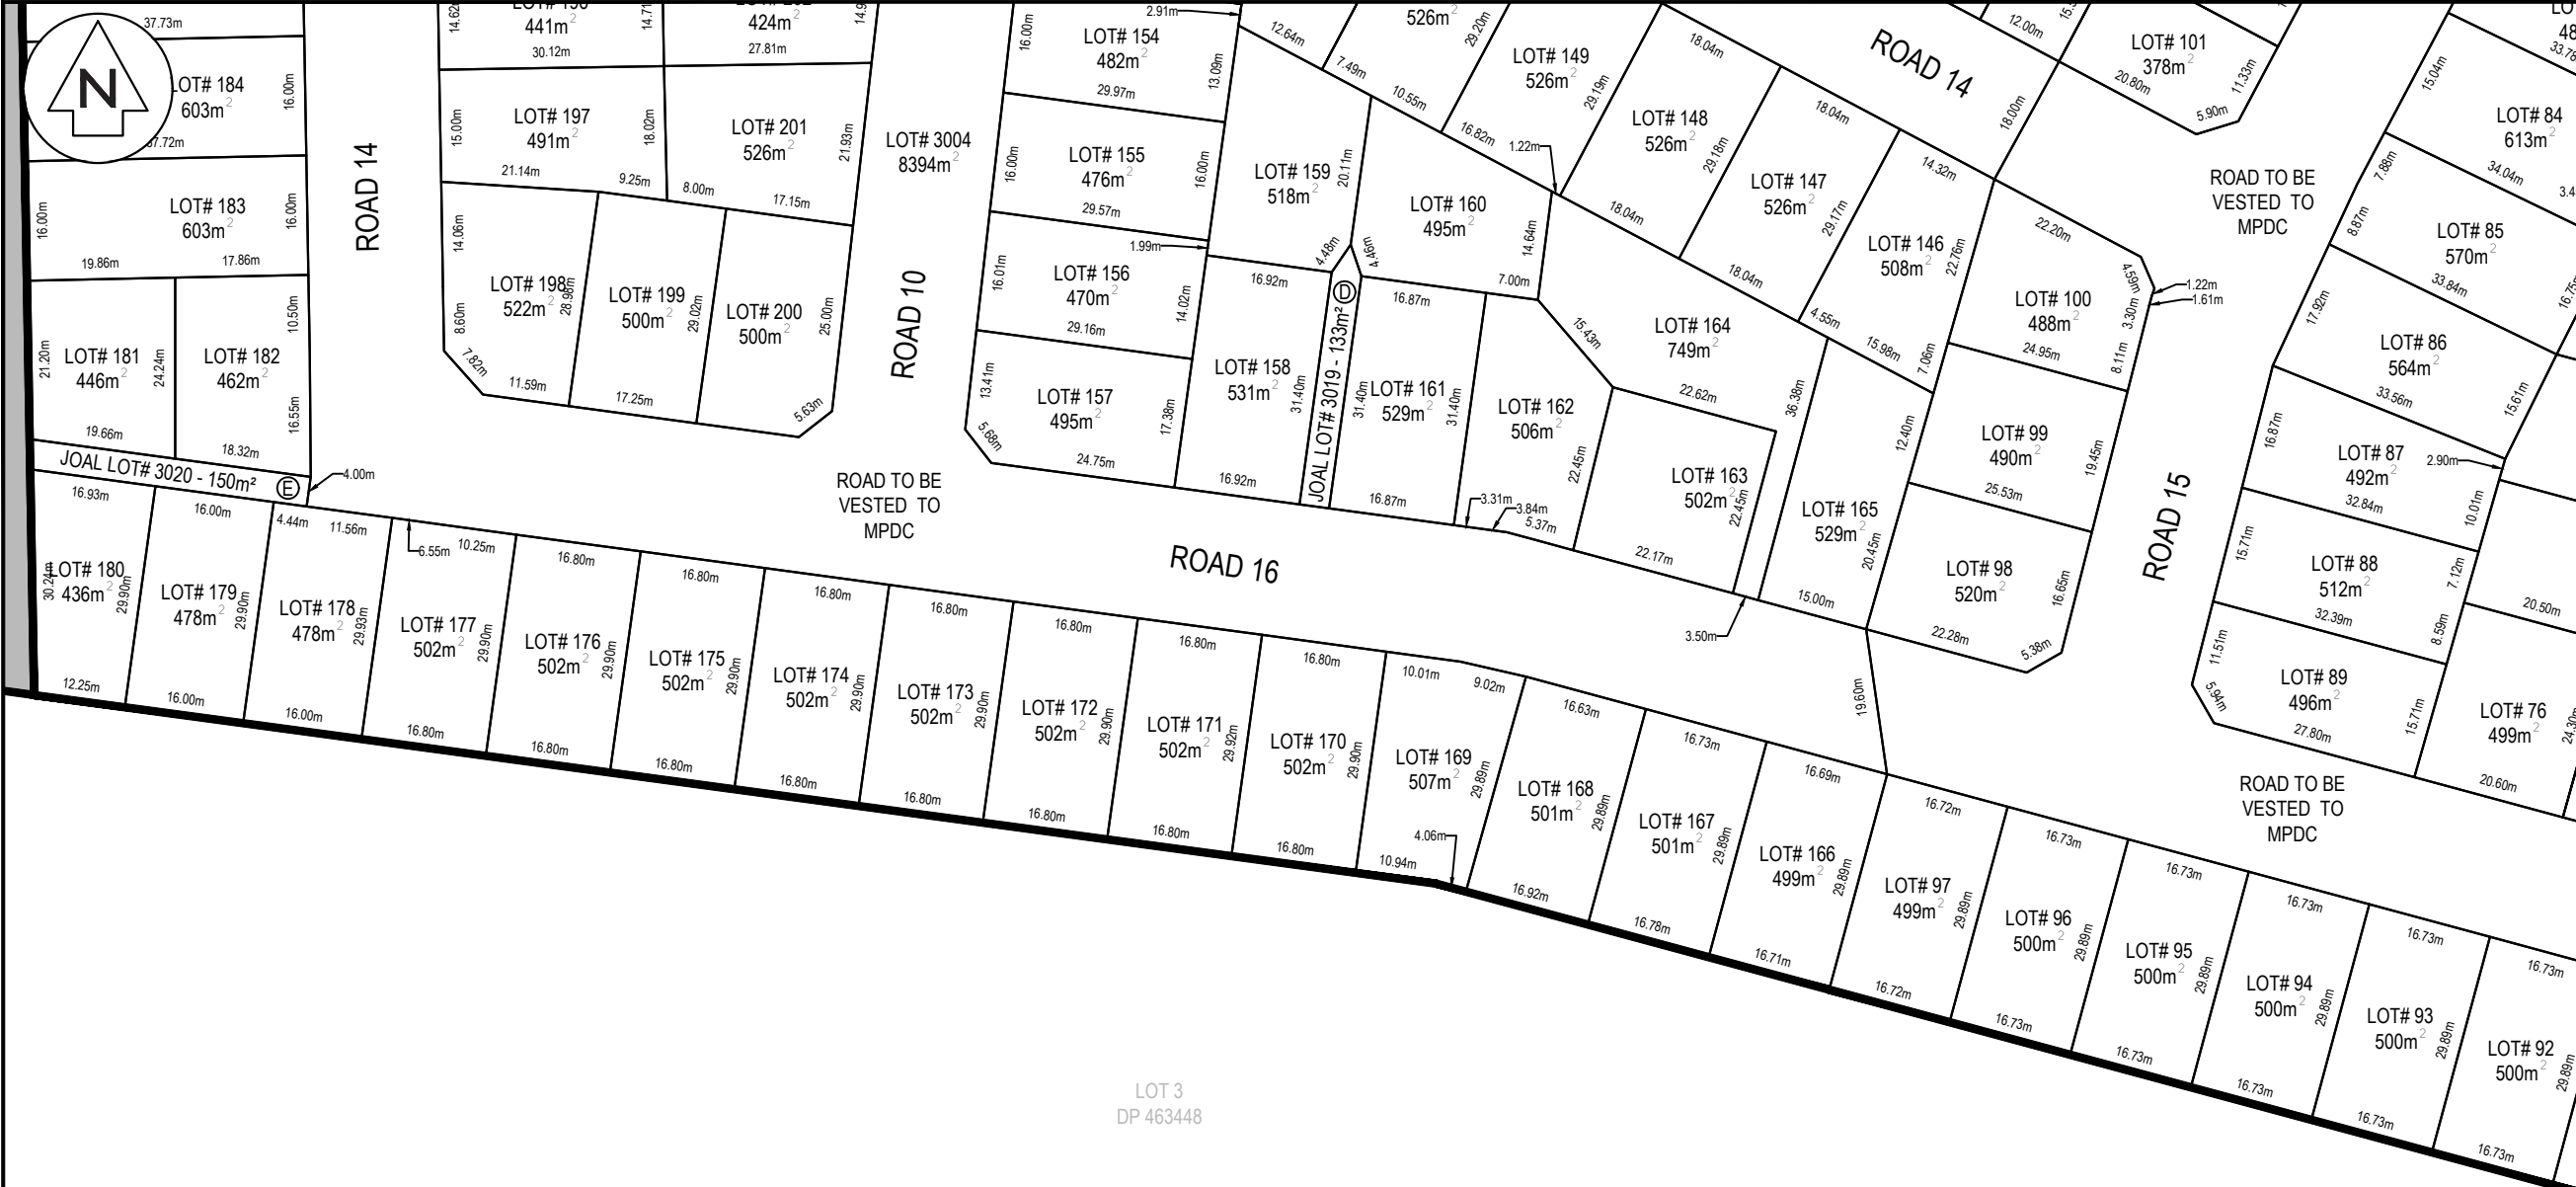 37.73m
N
LOT# 184
603m²
16.00m
37.72m
16.00m
LOT# 183
603m²
16.00m
19.86m
17.86m
21.20m
LOT# 181
446m²
24.24m
19.66m
LOT# 182
462m²
10.50m
16.55m
18.32m
JOAL LOT# 3020 - 150m²
E
4.00m
ROAD 14
441m²
30.12m
424m²
27.81m
15.00m
LOT# 197
491m²
18.02m
21.14m
9.25m
LOT# 201
526m²
21.93m
8.00m
17.15m
14.06m
8.60m
7.82m
LOT# 198
522m²
28.98m
11.59m
LOT# 199
500m²
29.02m
17.25m
LOT# 200
500m²
25.00m
5.63m
LOT# 3004
8394m²
ROAD 10
2.91m
16.00m
LOT# 154
482m²
13.09m
29.97m
16.00m
LOT# 155
476m²
16.00m
29.57m
1.99m
16.01m
LOT# 156
470m²
14.02m
29.16m
13.41m
LOT# 157
495m²
17.38m
5.68m
24.75m
12.64m
7.49m
10.55m
16.82m
1.22m
LOT# 159
518m²
20.11m
4.48m
4.46m
LOT# 160
495m²
14.64m
7.00m
16.92m
LOT# 158
531m²
31.40m
16.92m
D
JOAL LOT# 3019 - 133m²
16.87m
31.40m
LOT# 161
529m²
31.40m
16.87m
15.43m
LOT# 162
506m²
22.45m
3.31m
3.84m
5.37m
LOT# 164
749m²
22.62m
LOT# 163
502m²
22.45m
22.17m
3.50m
36.38m
LOT# 165
529m²
12.40m
20.45m
15.00m
526m²
29.20m
LOT# 149
526m²
29.19m
18.04m
LOT# 148
526m²
29.18m
18.04m
18.04m
LOT# 147
526m²
29.17m
18.04m
14.32m
LOT# 146
508m²
22.76m
4.55m
15.98m
7.06m
ROAD 14
18.00m
12.00m
LOT# 101
378m²
20.80m
11.33m
5.90m
22.20m
4.59m
1.22m
1.61m
3.30m
LOT# 100
488m²
24.95m
8.11m
LOT# 99
490m²
19.45m
25.53m
LOT# 98
520m²
16.65m
22.28m
5.38m
19.60m
ROAD TO BE
VESTED TO
MPDC
ROAD 15
15.04m
LOT# 84
613m²
34.04m
7.88m
8.87m
LOT# 85
570m²
33.84m
17.92m
LOT# 86
564m²
33.56m
15.61m
16.87m
LOT# 87
492m²
2.90m
32.84m
10.01m
15.71m
LOT# 88
512m²
7.12m
32.39m
8.59m
20.50m
11.51m
LOT# 89
496m²
5.94m
27.80m
15.71m
LOT# 76
499m²
24.30m
20.60m
ROAD TO BE
VESTED TO
MPDC
ROAD TO BE
VESTED TO
MPDC
ROAD 16
16.93m
30.24m
LOT# 180
436m²
29.90m
12.25m
16.00m
LOT# 179
478m²
29.90m
16.00m
4.44m
11.56m
LOT# 178
478m²
29.93m
16.00m
6.55m
10.25m
LOT# 177
502m²
29.90m
16.80m
16.80m
LOT# 176
502m²
29.90m
16.80m
16.80m
LOT# 175
502m²
29.90m
16.80m
16.80m
LOT# 174
502m²
29.90m
16.80m
16.80m
LOT# 173
502m²
29.90m
16.80m
16.80m
LOT# 172
502m²
29.90m
16.80m
16.80m
LOT# 171
502m²
29.92m
16.80m
16.80m
LOT# 170
502m²
29.90m
16.80m
10.01m
9.02m
LOT# 169
507m²
29.89m
4.06m
10.94m
16.63m
LOT# 168
501m²
29.89m
16.92m
16.73m
LOT# 167
501m²
29.89m
16.78m
16.69m
LOT# 166
499m²
29.89m
16.71m
16.72m
LOT# 97
499m²
29.89m
16.72m
16.73m
LOT# 96
500m²
29.89m
16.73m
16.73m
LOT# 95
500m²
29.89m
16.73m
16.73m
LOT# 94
500m²
29.89m
16.73m
16.73m
LOT# 93
500m²
29.89m
16.73m
16.73m
LOT# 92
500m²
29.89m
16.73m
LOT 3
DP 463448